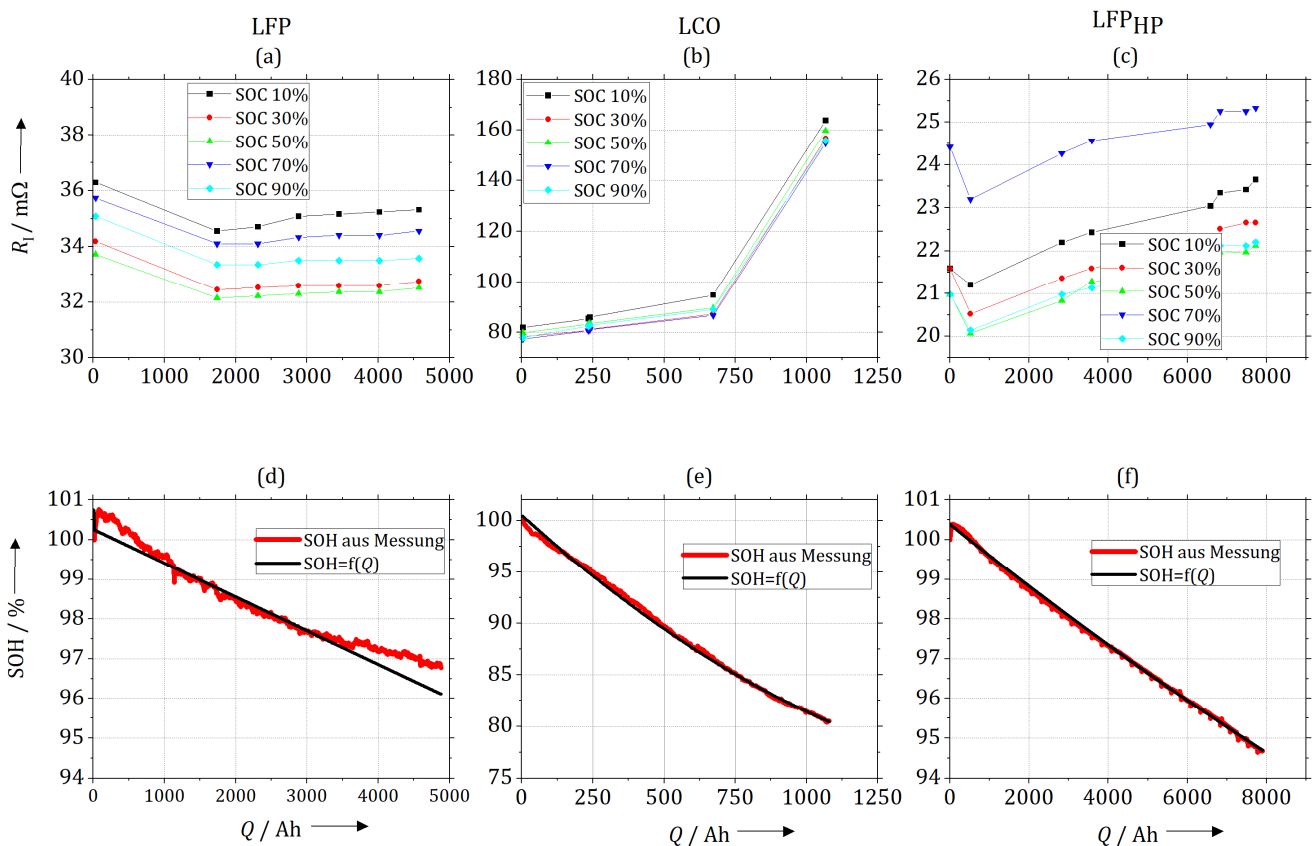 LFP
LCO
LFP_HP
(a)
(b)
(c)
R_I / mΩ
40
38
36
34
32
30
0
1000
2000
3000
4000
5000
SOC 10%
SOC 30%
SOC 50%
SOC 70%
SOC 90%
180
160
140
120
100
80
0
250
500
750
1000
1250
SOC 10%
SOC 30%
SOC 50%
SOC 70%
SOC 90%
26
25
24
23
22
21
20
0
2000
4000
6000
8000
SOC 10%
SOC 30%
SOC 50%
SOC 70%
SOC 90%
(d)
(e)
(f)
SOH / %
101
100
99
98
97
96
95
94
0
1000
2000
3000
4000
5000
SOH aus Messung
SOH=f(Q)
Q / Ah
100
95
90
85
80
75
0
250
500
750
1000
1250
SOH aus Messung
SOH=f(Q)
Q / Ah
101
100
99
98
97
96
95
94
0
2000
4000
6000
8000
SOH aus Messung
SOH=f(Q)
Q / Ah